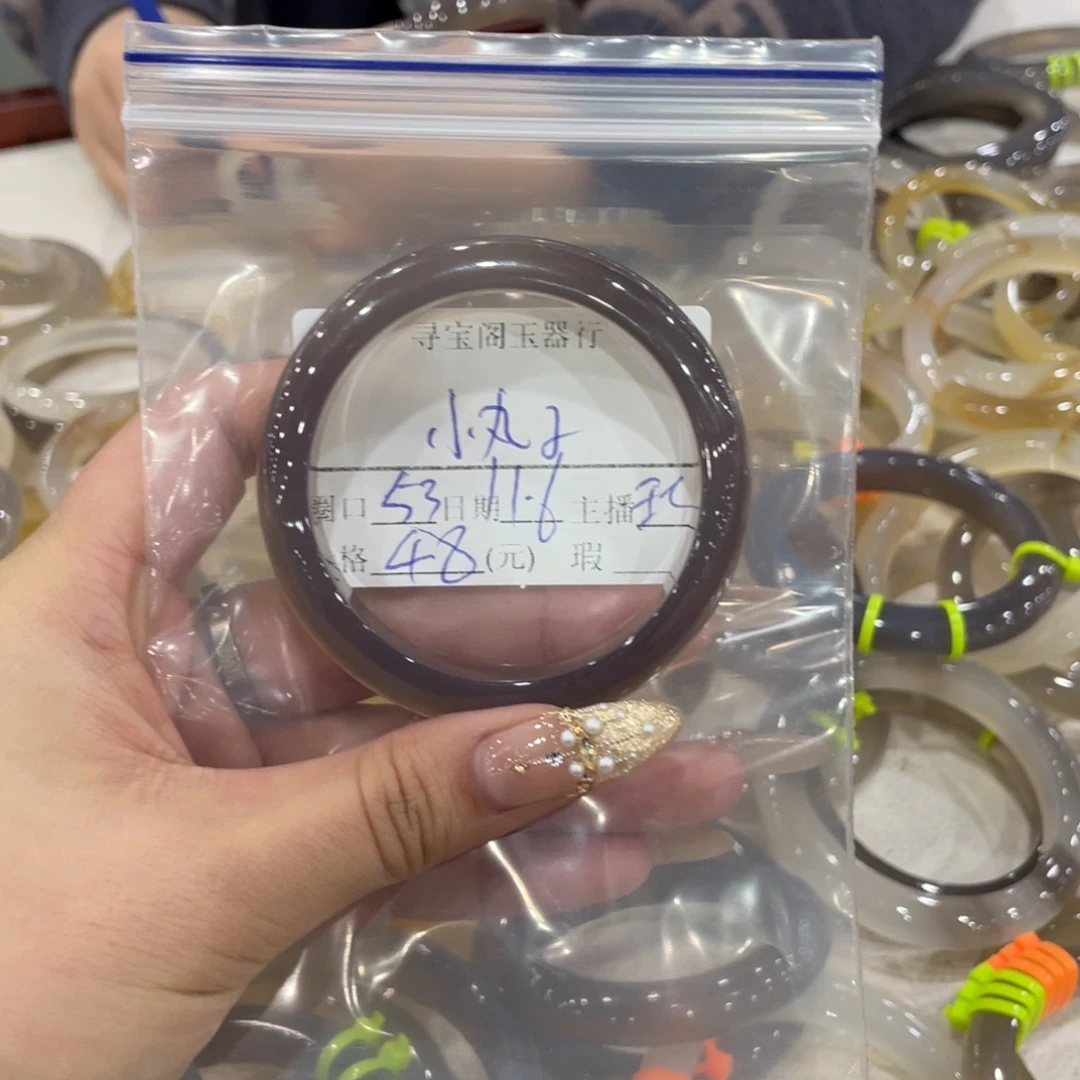 寻宝阁玉器行
小丸子
圈口 53 日期 11.6 主播
格 48 (元) 瑕